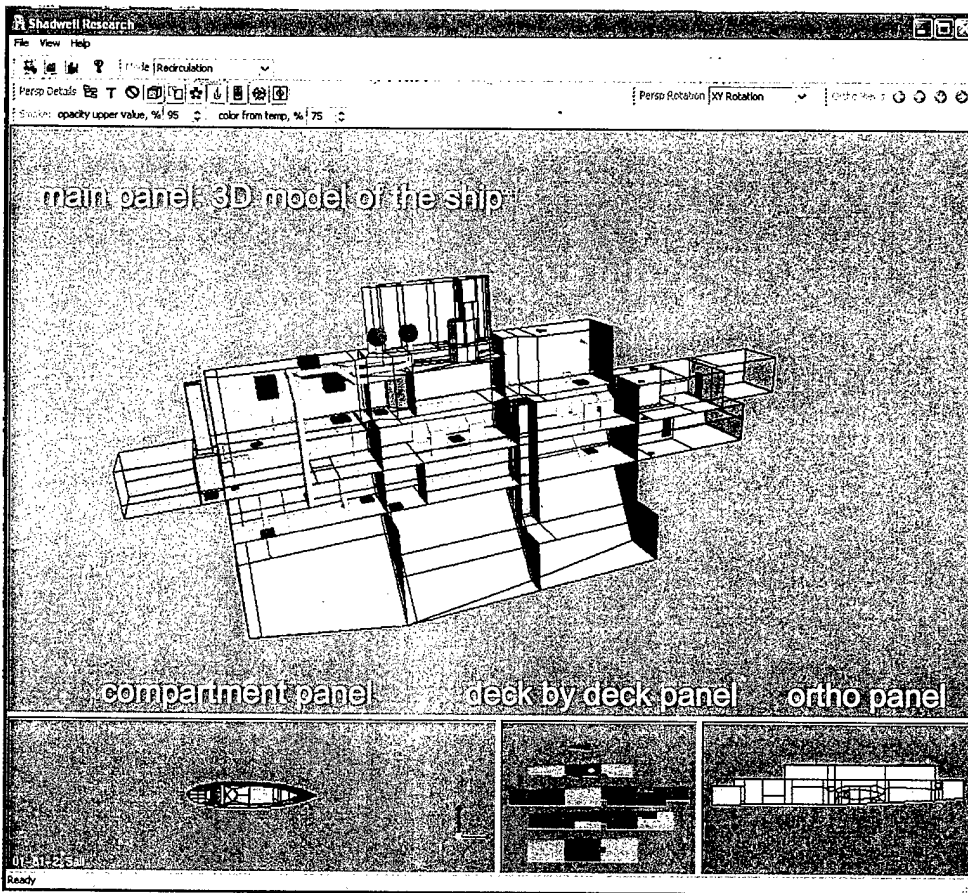 Shadwell Research
File View Help
Mode Recirculation
Persp Details T Persp Rotation XY Rotation
Smoke: opacity upper value, % 95 color from temp, % 75
main panel: 3D model of the ship
compartment panel deck by deck panel ortho panel
Ready